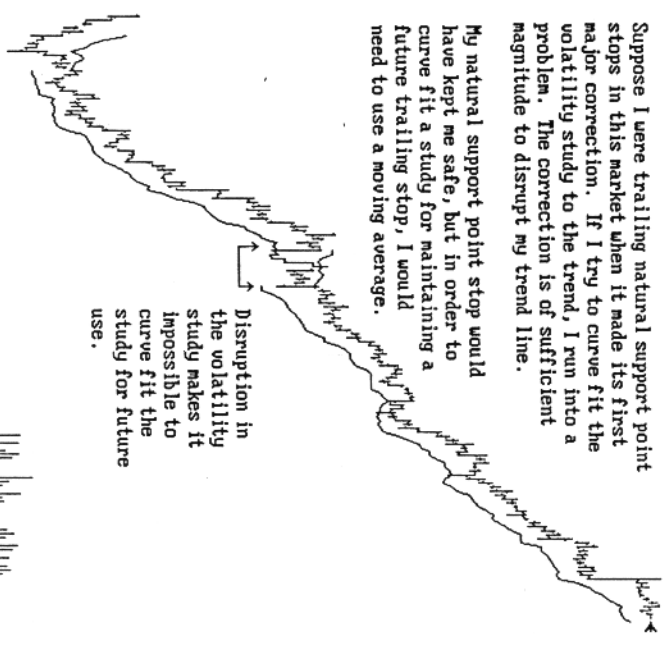 Suppose I were trailing natural support point
stops in this market when it made its first
major correction.  If I try to curve fit the
volatility study to the trend, I run into a
problem.  The correction is of sufficient
magnitude to disrupt my trend line.
My natural support point stop would
have kept me safe, but in order to
curve fit a study for maintaining a
future trailing stop, I would
need to use a moving average.
Disruption in
the volatility
study makes it
impossible to
curve fit the
study for future
use.